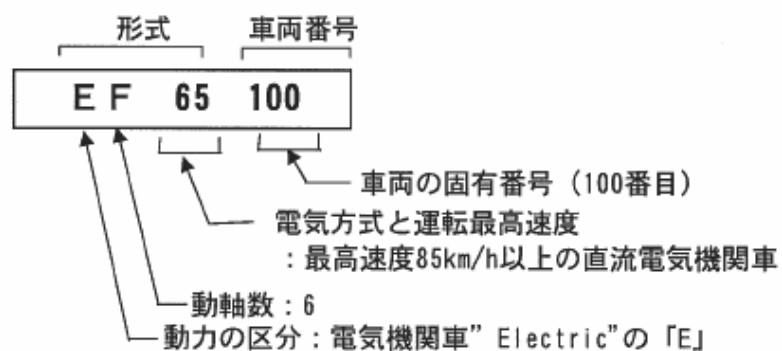 形式 車両番号
EF 65 100
車両の固有番号（100番目）
電気方式と運転最高速度
：最高速度85km/h以上の直流電気機関車
動軸数：6
動力の区分：電気機関車”Electric”の「E」